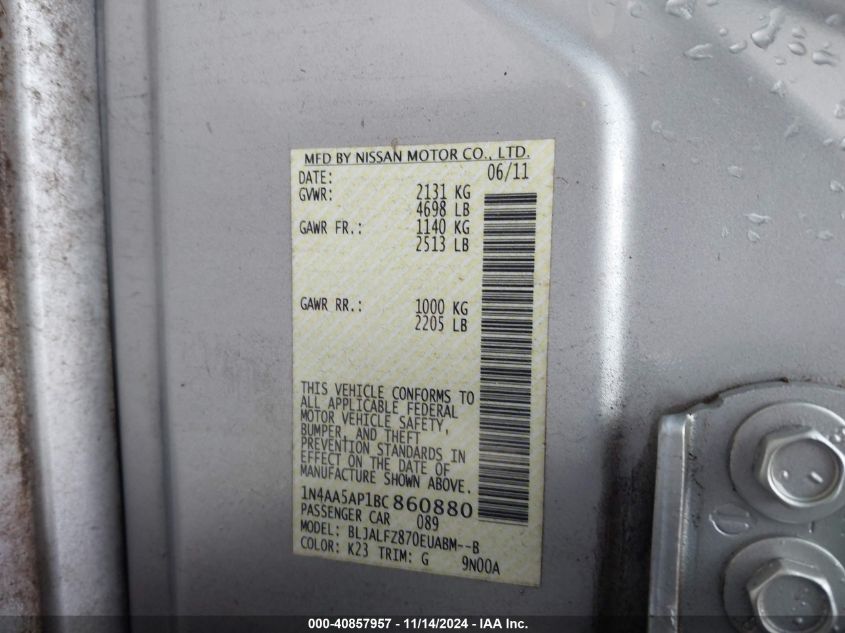 MFD BY NISSAN MOTOR CO., LTD.
DATE: 06/11
GVWR: 2131 KG
4698 LB
GAWR FR.: 1140 KG
2513 LB
GAWR RR.: 1000 KG
2205 LB
THIS VEHICLE CONFORMS TO
ALL APPLICABLE FEDERAL
MOTOR VEHICLE SAFETY,
BUMPER, AND THEFT
PREVENTION STANDARDS IN
EFFECT ON THE DATE OF
MANUFACTURE SHOWN ABOVE.
1N4AA5AP1BC860880
PASSENGER CAR 089
MODEL: BLJALFZ870EUABM--B
COLOR: K23 TRIM: G 9N00A
000-40857957 - 11/14/2024 - IAA Inc.